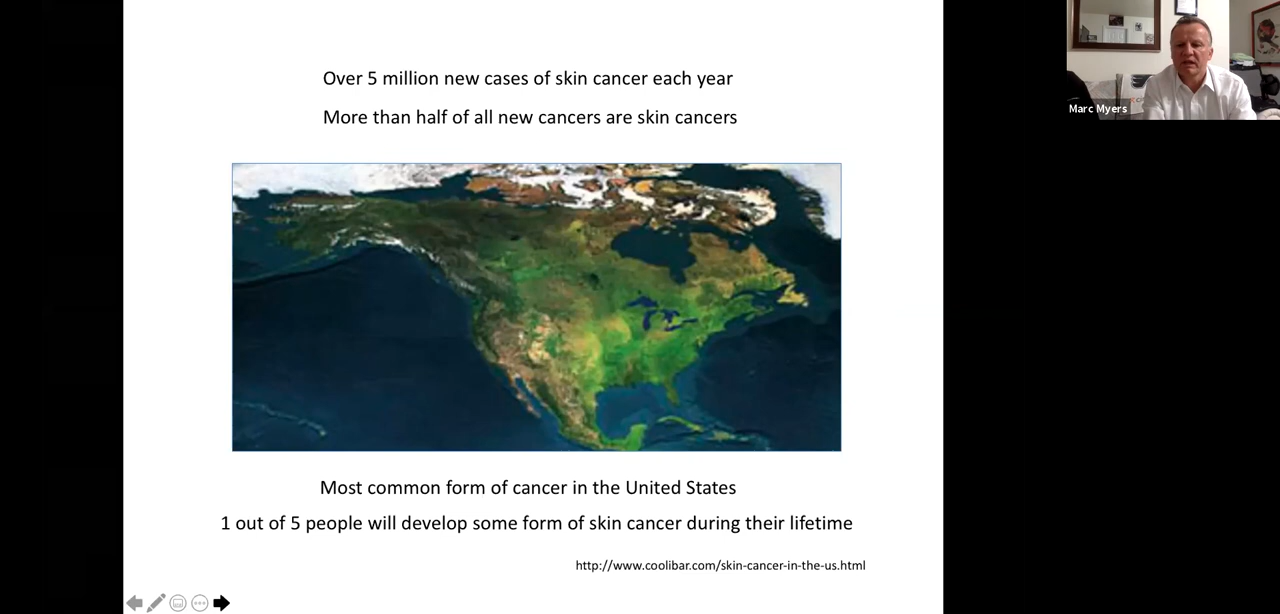 Over 5 million new cases of skin cancer each year
More than half of all new cancers are skin cancers
Marc Myers
Most common form of cancer in the United States
1 out of 5 people will develop some form of skin cancer during their lifetime
http://www.coolibar.com/skin-cancer-in-the-us.html